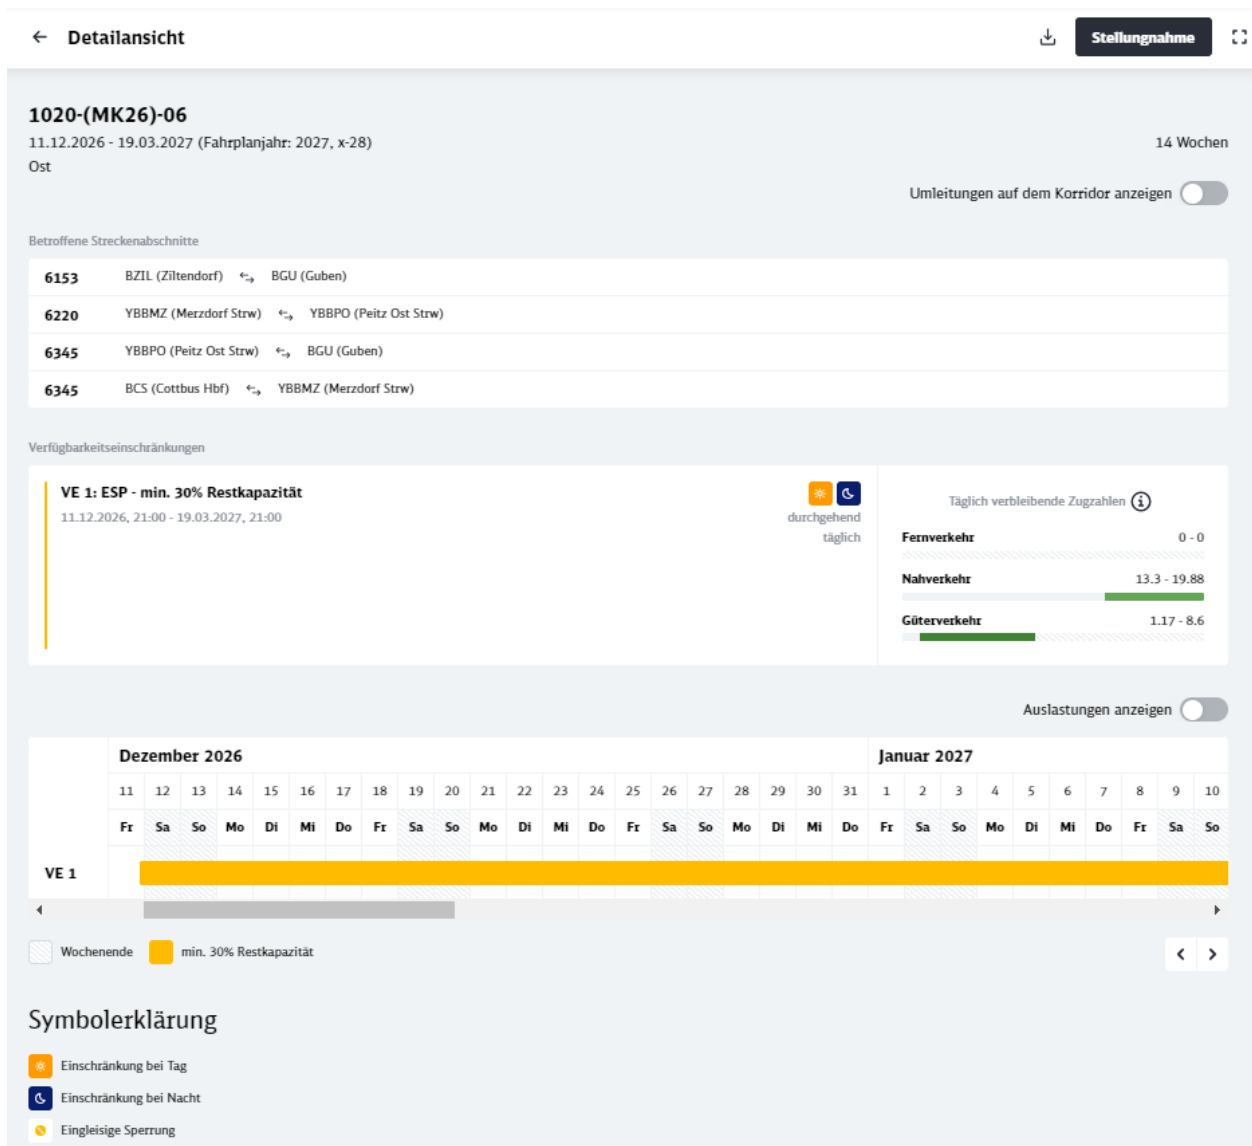 Detailansicht
Stellungnahme
1020-(MK26)-06
11.12.2026 - 19.03.2027 (Fahrplanjahr: 2027, x-28)
14 Wochen
Ost
Umleitungen auf dem Korridor anzeigen
Betroffene Streckenabschnitte
6153 BZIL (Ziltendorf) BGU (Guben)
6220 YBBMZ (Merzdorf Strw) YBBPO (Peitz Ost Strw)
6345 YBBPO (Peitz Ost Strw) BGU (Guben)
6345 BCS (Cottbus Hbf) YBBMZ (Merzdorf Strw)
Verfügbarkeitseinschränkungen
VE 1: ESP - min. 30% Restkapazität
11.12.2026, 21:00 - 19.03.2027, 21:00
durchgehend
täglich
Täglich verbleibende Zugzahlen
Fernverkehr 0 - 0
Nahverkehr 13.3 - 19.88
Güterverkehr 1.17 - 8.6
Auslastungen anzeigen
Dezember 2026 Januar 2027
11 12 13 14 15 16 17 18 19 20 21 22 23 24 25 26 27 28 29 30 31 1 2 3 4 5 6 7 8 9 10
Fr Sa So Mo Di Mi Do Fr Sa So Mo Di Mi Do Fr Sa So Mo Di Mi Do Fr Sa So Mo Di Mi Do Fr Sa So
VE 1
Wochenende min. 30% Restkapazität
Symbolerklärung
Einschränkung bei Tag
Einschränkung bei Nacht
Eingleisige Sperrung